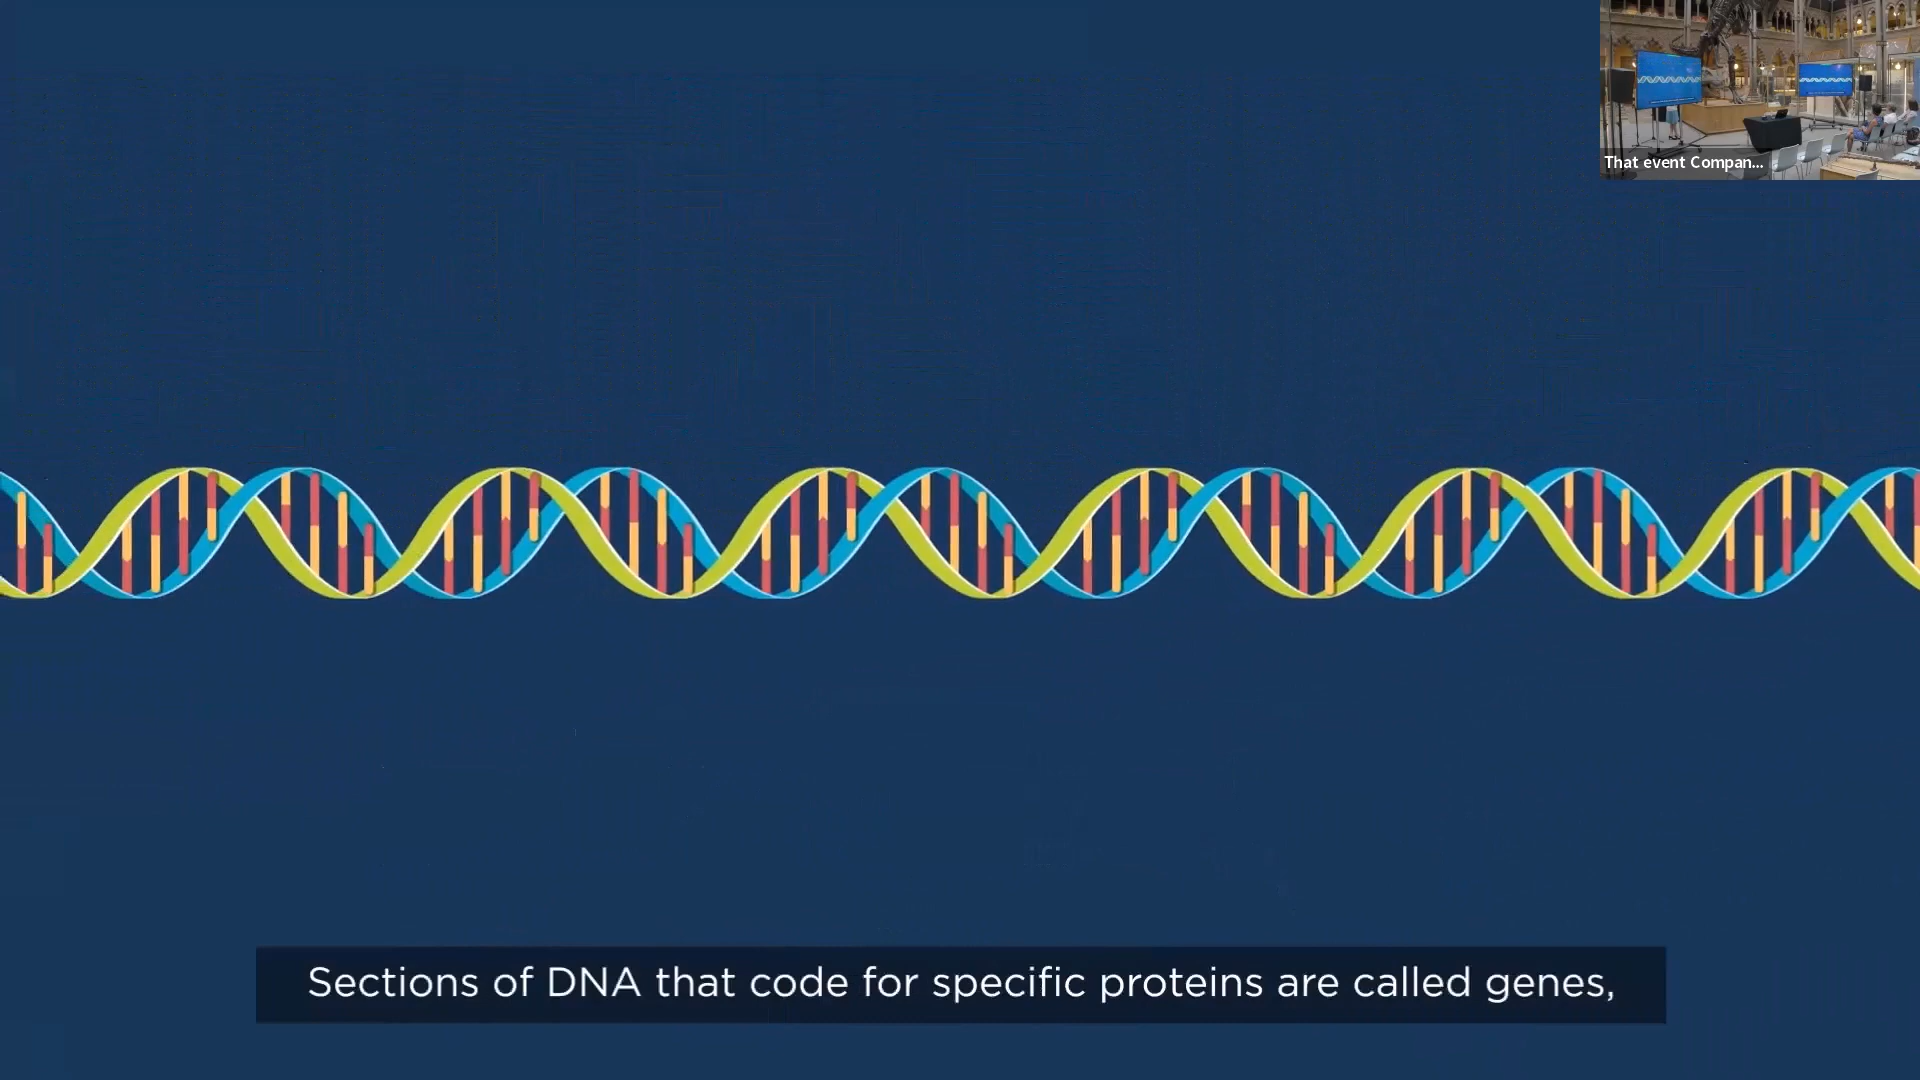 That event Compan...
Sections of DNA that code for specific proteins are called genes,